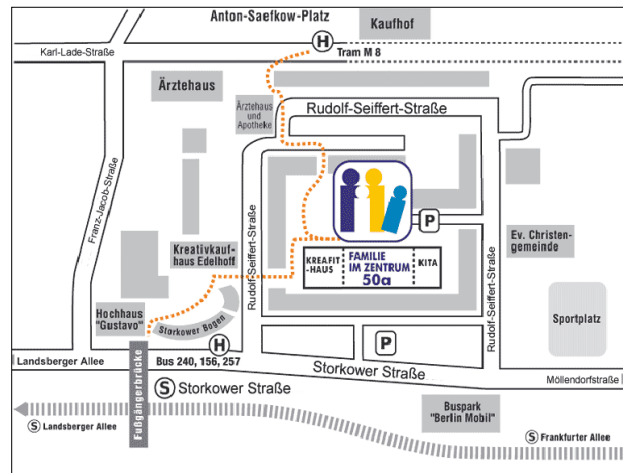 Anton-Saefkow-Platz
Kaufhof
H
Karl-Lade-Straße
Tram M 8
Ärztehaus
Ärztehaus
und
Apotheke
Rudolf-Seiffert-Straße
Franz-Jacob-Straße
Rudolf-Seiffert-Straße
P
Rudolf-Seiffert-Straße
Ev. Christen-
gemeinde
Kreativkauf-
haus Edelhoff
KREAFIT
-HAUS
FAMILIE
IM ZENTRUM
50a
KITA
Hochhaus
"Gustavo"
Storkower Bogen
Sportplatz
H
P
Landsberger Allee
Bus 240, 156, 257
Storkower Straße
Möllendorfstraße
Fußgängerbrücke
S Storkower Straße
Buspark
"Berlin Mobil"
S Landsberger Allee
S Frankfurter Allee